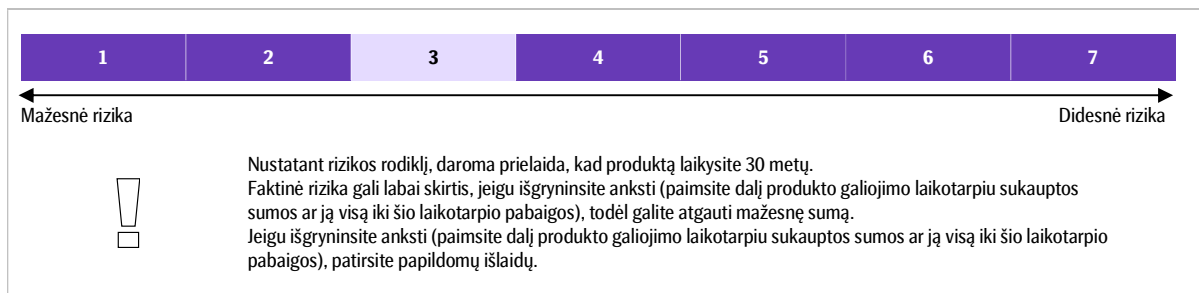 1 2 3 4 5 6 7
Mažesnė rizika Didesnė rizika
Nustatant rizikos rodiklį, daroma prielaida, kad produktą laikysite 30 metų.
Faktinė rizika gali labai skirtis, jeigu išgryninsite anksti (paimsite dalį produkto galiojimo laikotarpiu sukauptos
sumos ar ją visą iki šio laikotarpio pabaigos), todėl galite atgauti mažesnę sumą.
Jeigu išgryninsite anksti (paimsite dalį produkto galiojimo laikotarpiu sukauptos sumos ar ją visą iki šio laikotarpio
pabaigos), patirsite papildomų išlaidų.